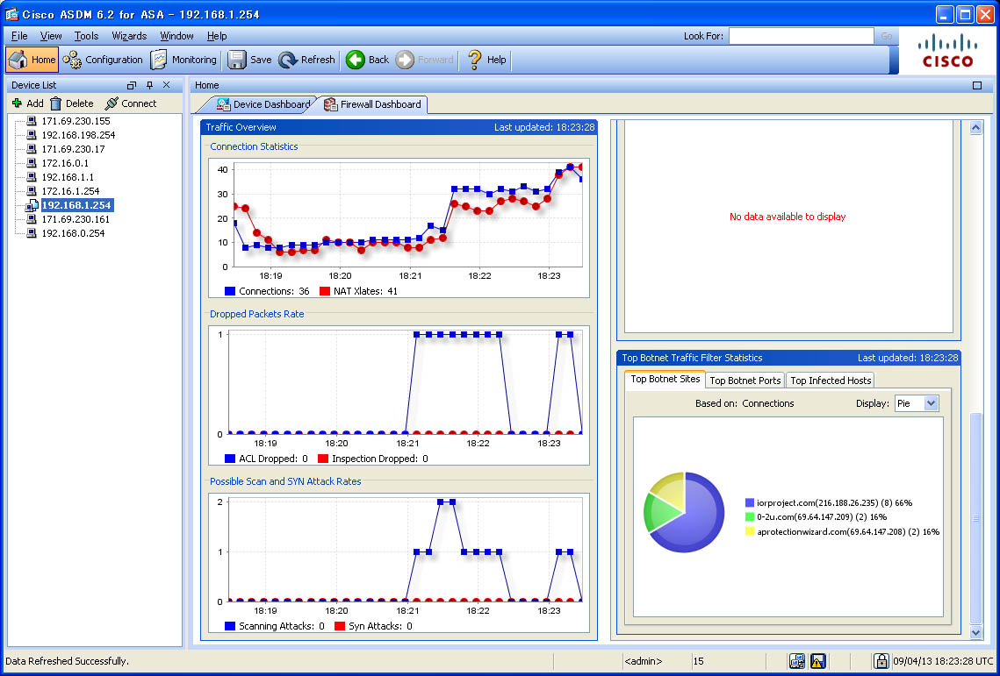 Cisco ASDM 6.2 for ASA - 192.168.1.254
File View Tools Wizards Window Help
Look For: Go
CISCO
Home Configuration Monitoring Save Refresh Back Forward Help
Device List
Add Delete Connect
171.69.230.155
192.168.198.254
171.69.230.17
172.16.0.1
192.168.1.1
172.16.1.254
192.168.1.254
171.69.230.161
192.168.0.254
Home
Device Dashboard Firewall Dashboard
Traffic Overview Last updated: 18:23:28
Connection Statistics
40
30
20
10
0
18:19 18:20 18:21 18:22 18:23
Connections: 36 NAT Xlates: 41
Dropped Packets Rate
1
0
18:19 18:20 18:21 18:22 18:23
ACL Dropped: 0 Inspection Dropped: 0
Possible Scan and SYN Attack Rates
2
1
0
18:19 18:20 18:21 18:22 18:23
Scanning Attacks: 0 Syn Attacks: 0
No data available to display
Top Botnet Traffic Filter Statistics Last updated: 18:23:28
Top Botnet Sites Top Botnet Ports Top Infected Hosts
Based on: Connections Display: Pie
iorproject.com(216.188.26.235) (8) 66%
0-2u.com(69.64.147.209) (2) 16%
aprotectionwizard.com(69.64.147.208) (2) 16%
Data Refreshed Successfully. <admin> 15 09/04/13 18:23:28 UTC